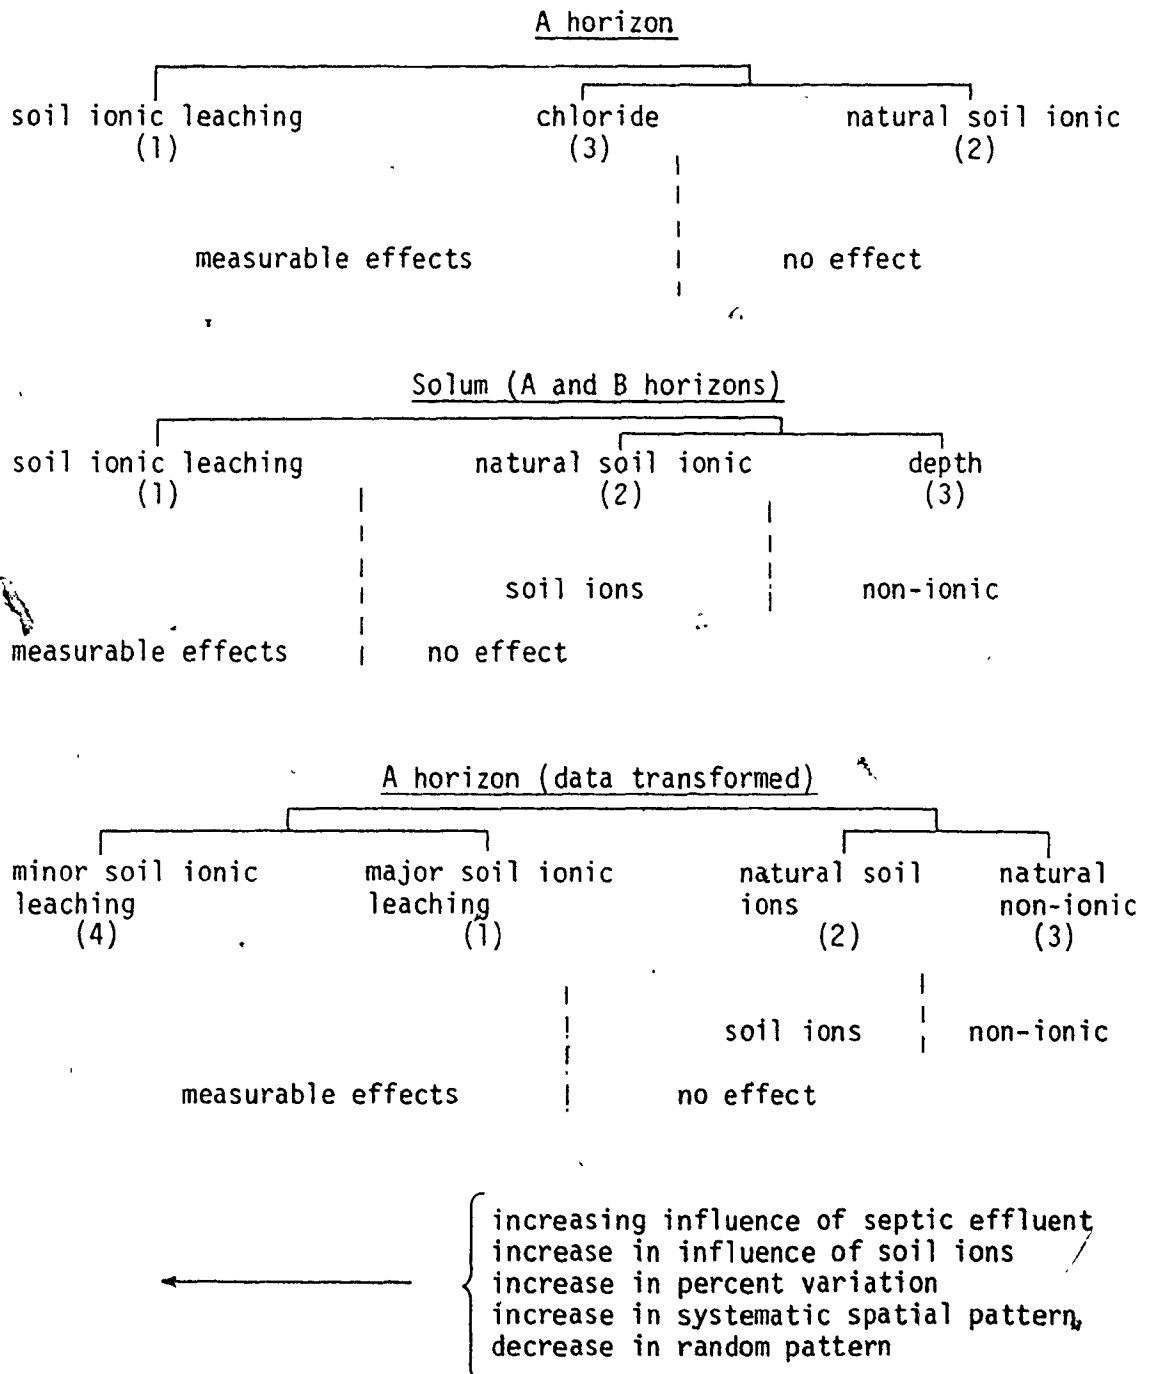 A horizon
soil ionic leaching chloride natural soil ionic
(1) (3) (2)
measurable effects no effect
Solum (A and B horizons)
soil ionic leaching natural soil ionic depth
(1) (2) (3)
soil ions non-ionic
measurable effects no effect
A horizon (data transformed)
minor soil ionic major soil ionic natural soil natural
leaching leaching ions non-ionic
(4) (1) (2) (3)
soil ions non-ionic
measurable effects no effect
increasing influence of septic effluent
increase in influence of soil ions
increase in percent variation
increase in systematic spatial pattern,
decrease in random pattern